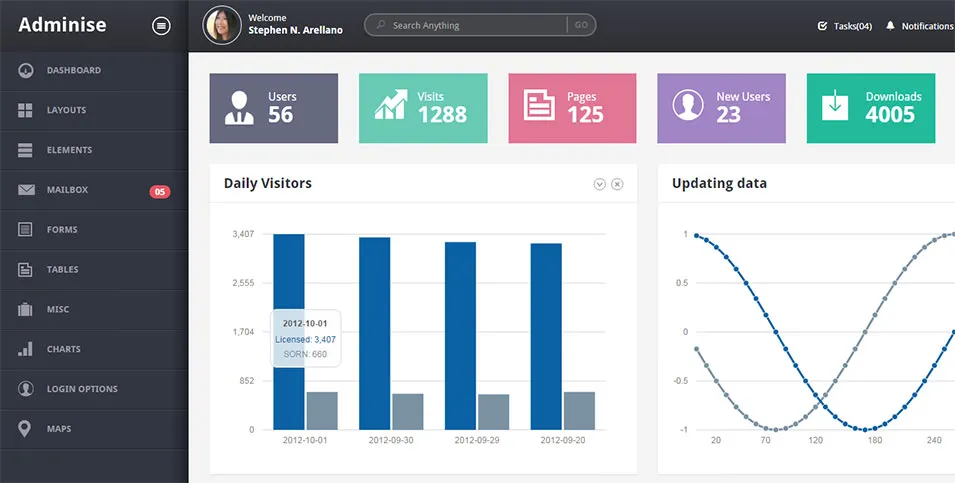 Adminise
Welcome
Stephen N. Arellano
Search Anything
GO
Tasks(04)
Notifications
DASHBOARD
LAYOUTS
ELEMENTS
MAILBOX
05
FORMS
TABLES
MISC
CHARTS
LOGIN OPTIONS
MAPS
Users
56
Visits
1288
Pages
125
New Users
23
Downloads
4005
Daily Visitors
3,407
2,555
1,704
852
0
2012-10-01
Licensed: 3,407
SORN: 660
2012-10-01
2012-09-30
2012-09-29
2012-09-20
Updating data
1
0.5
0
-0.5
-1
20
70
120
180
240